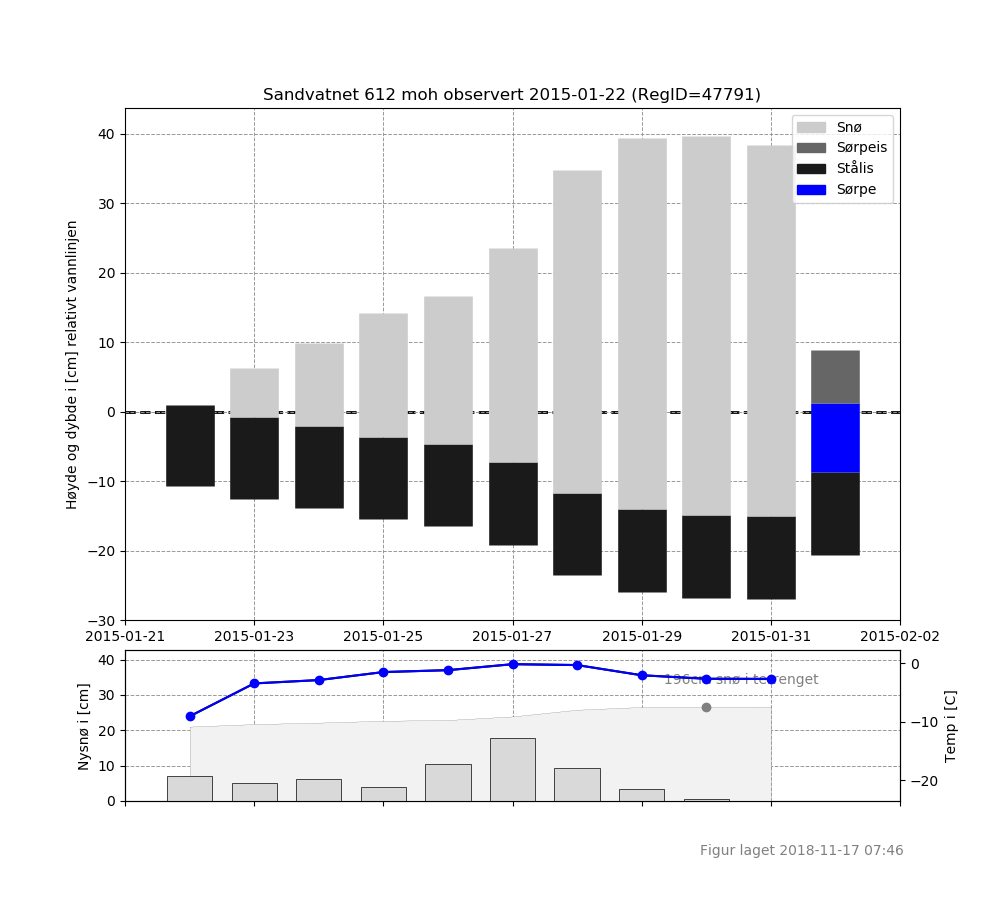 Sandvatnet 612 moh observert 2015-01-22 (RegID=47791)
Høyde og dybde i [cm] relativt vannlinjen
40
30
20
10
0
−10
−20
−30
Snø
Sørpeis
Stålis
Sørpe
2015-01-21
2015-01-23
2015-01-25
2015-01-27
2015-01-29
2015-01-31
2015-02-02
Nysnø i [cm]
40
30
20
10
0
196cm snø i terrenget
0
−10
−20
Temp i [C]
Figur laget 2018-11-17 07:46